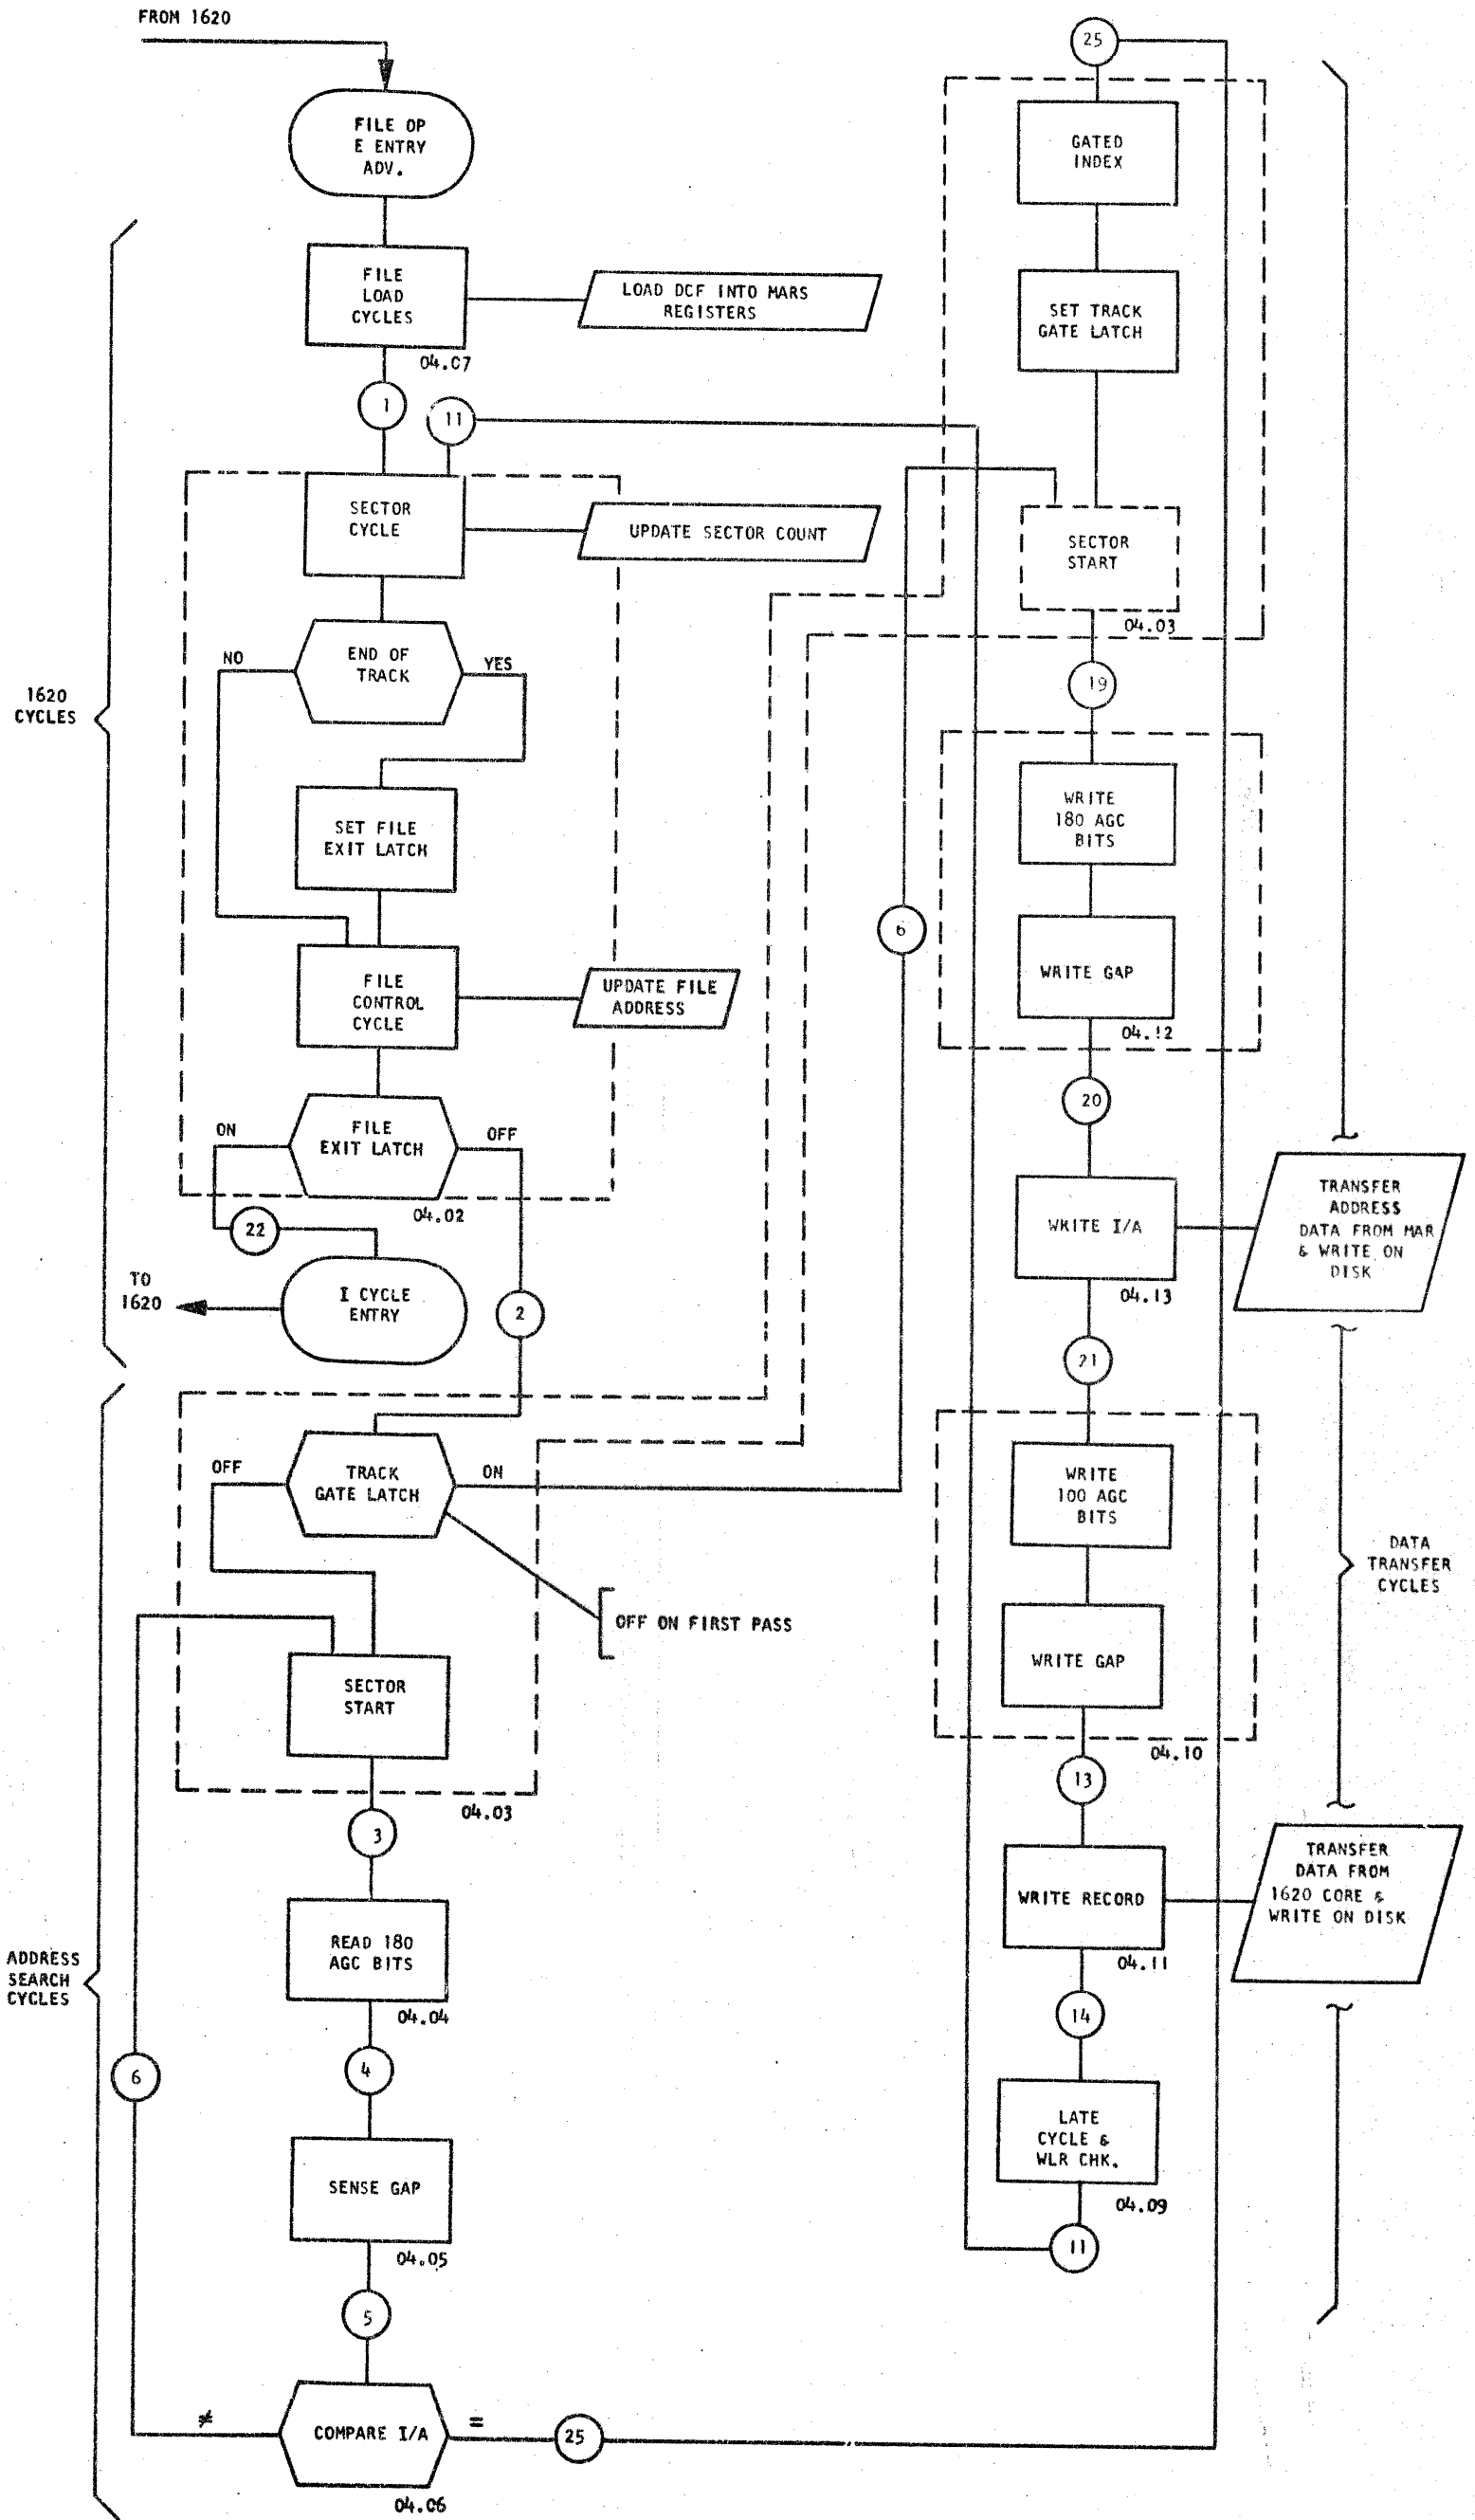 FROM 1620
FILE OP
E ENTRY
ADV.
FILE
LOAD
CYCLES
04.07
LOAD DCF INTO MARS
REGISTERS
1
11
SECTOR
CYCLE
UPDATE SECTOR COUNT
END OF
TRACK
NO
YES
SET FILE
EXIT LATCH
FILE
CONTROL
CYCLE
UPDATE FILE
ADDRESS
FILE
EXIT LATCH
ON
OFF
04.02
22
I CYCLE
ENTRY
TO
1620
2
1620
CYCLES
TRACK
GATE LATCH
OFF
ON
OFF ON FIRST PASS
SECTOR
START
04.03
3
READ 180
AGC BITS
04.04
4
SENSE GAP
04.05
5
COMPARE I/A
≠
=
04.06
6
25
ADDRESS
SEARCH
CYCLES
25
GATED
INDEX
SET TRACK
GATE LATCH
SECTOR
START
04.03
19
6
WRITE
180 AGC
BITS
WRITE GAP
04.12
20
WRITE I/A
04.13
TRANSFER
ADDRESS
DATA FROM MAR
& WRITE ON
DISK
21
WRITE
100 AGC
BITS
WRITE GAP
04.10
13
WRITE RECORD
04.11
TRANSFER
DATA FROM
1620 CORE &
WRITE ON DISK
14
LATE
CYCLE &
WLR CHK.
04.09
11
DATA
TRANSFER
CYCLES